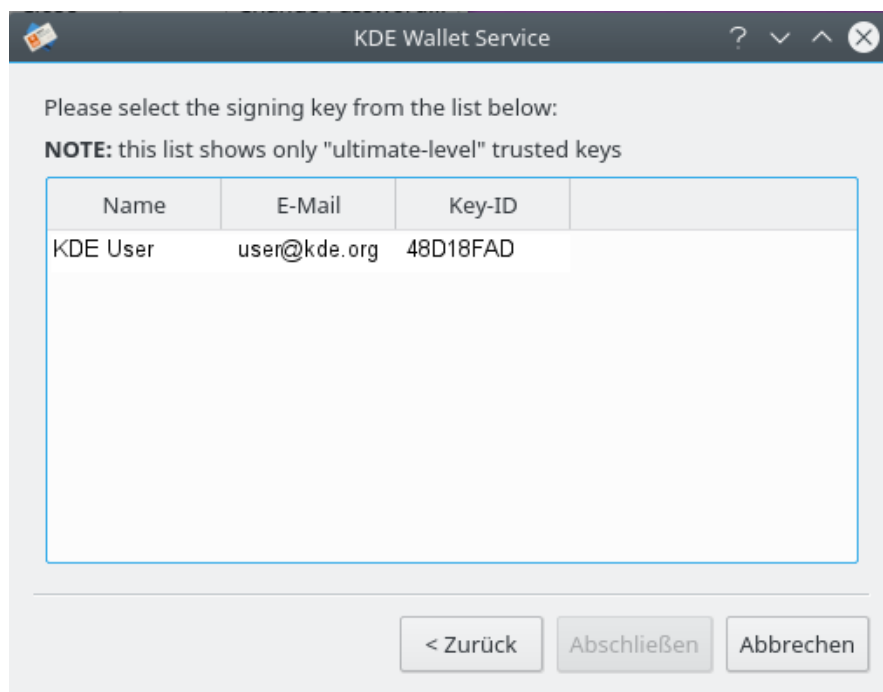 KDE Wallet Service
Please select the signing key from the list below:
NOTE: this list shows only "ultimate-level" trusted keys
Name E-Mail Key-ID
KDE User user@kde.org 48D18FAD
< Zurück Abschließen Abbrechen